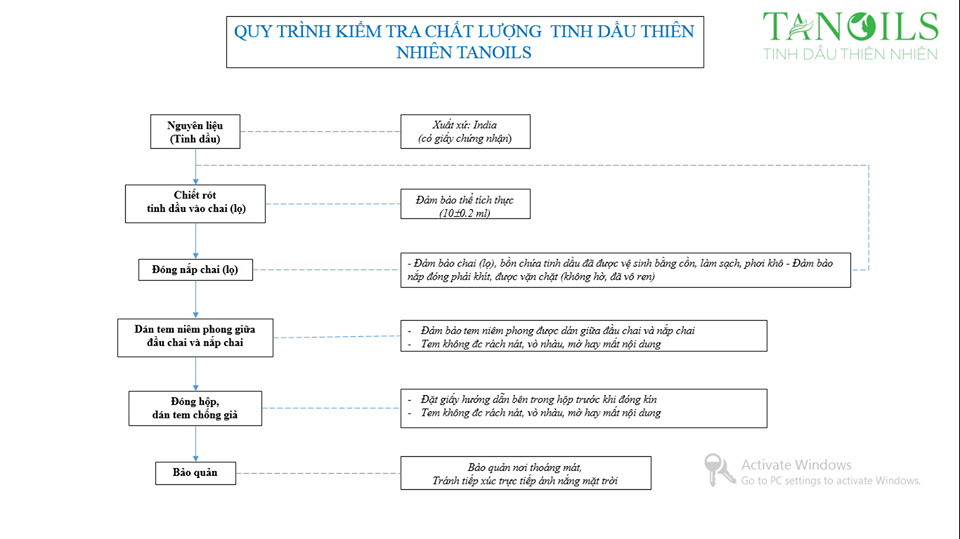 QUY TRÌNH KIỂM TRA CHẤT LƯỢNG TINH DẦU THIÊN
NHIÊN TANOILS
TANOILS
TINH DẦU THIÊN NHIÊN
Nguyên liệu
(Tinh dầu)
Xuất xứ: India
(có giấy chứng nhận)
Chiết rót
tinh dầu vào chai (lọ)
Đảm bảo thể tích thực
(10±0.2 ml)
Đóng nắp chai (lọ)
- Đảm bảo chai (lọ), bồn chứa tinh dầu đã được vệ sinh bằng cồn, làm sạch, phơi khô - Đảm bảo
nắp đóng phải khít, được vặn chặt (không hờ, đã vô ren)
Dán tem niêm phong giữa
đầu chai và nắp chai
- Đảm bảo tem niêm phong được dán giữa đầu chai và nắp chai
- Tem không đc rách nát, vò nhàu, mờ hay mất nội dung
Đóng hộp,
dán tem chống giả
- Đặt giấy hướng dẫn bên trong hộp trước khi đóng kín
- Tem không đc rách nát, vò nhàu, mờ hay mất nội dung
Bảo quản
Bảo quản nơi thoáng mát,
Tránh tiếp xúc trực tiếp ánh nắng mặt trời
Activate Windows
Go to PC settings to activate Windows.